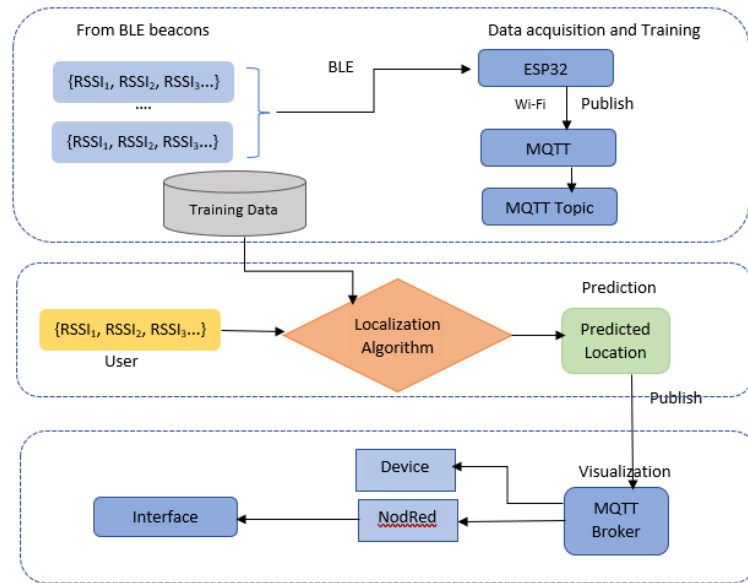 From BLE beacons
Data acquisition and Training
{RSSI₁, RSSI₂, RSSI₃...}
....
{RSSI₁, RSSI₂, RSSI₃...}
BLE
ESP32
Wi-Fi
Publish
MQTT
MQTT Topic
Training Data
Prediction
{RSSI₁, RSSI₂, RSSI₃...}
User
Localization
Algorithm
Predicted
Location
Publish
Visualization
Device
NodRed
Interface
MQTT
Broker